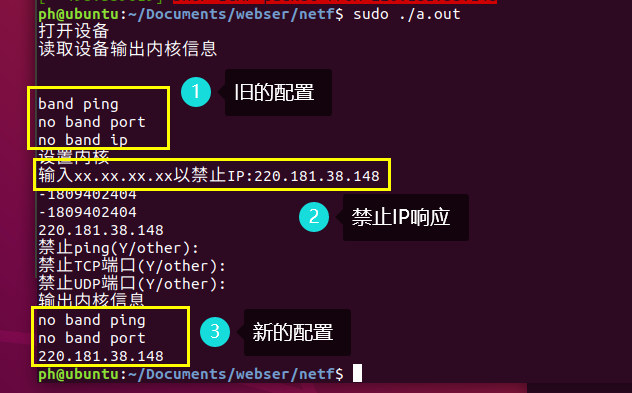 ph@ubuntu:~/Documents/webser/netf$ sudo ./a.out
打开设备
读取设备输出内核信息
1 旧的配置
band ping
no band port
no band ip
设置内核
输入xx.xx.xx.xx以禁止IP:220.181.38.148
-1809402404
-1809402404
2 禁止IP响应
220.181.38.148
禁止ping(Y/other):
禁止TCP端口(Y/other):
禁止UDP端口(Y/other):
输出内核信息
no band ping
no band port
3 新的配置
220.181.38.148
ph@ubuntu:~/Documents/webser/netf$